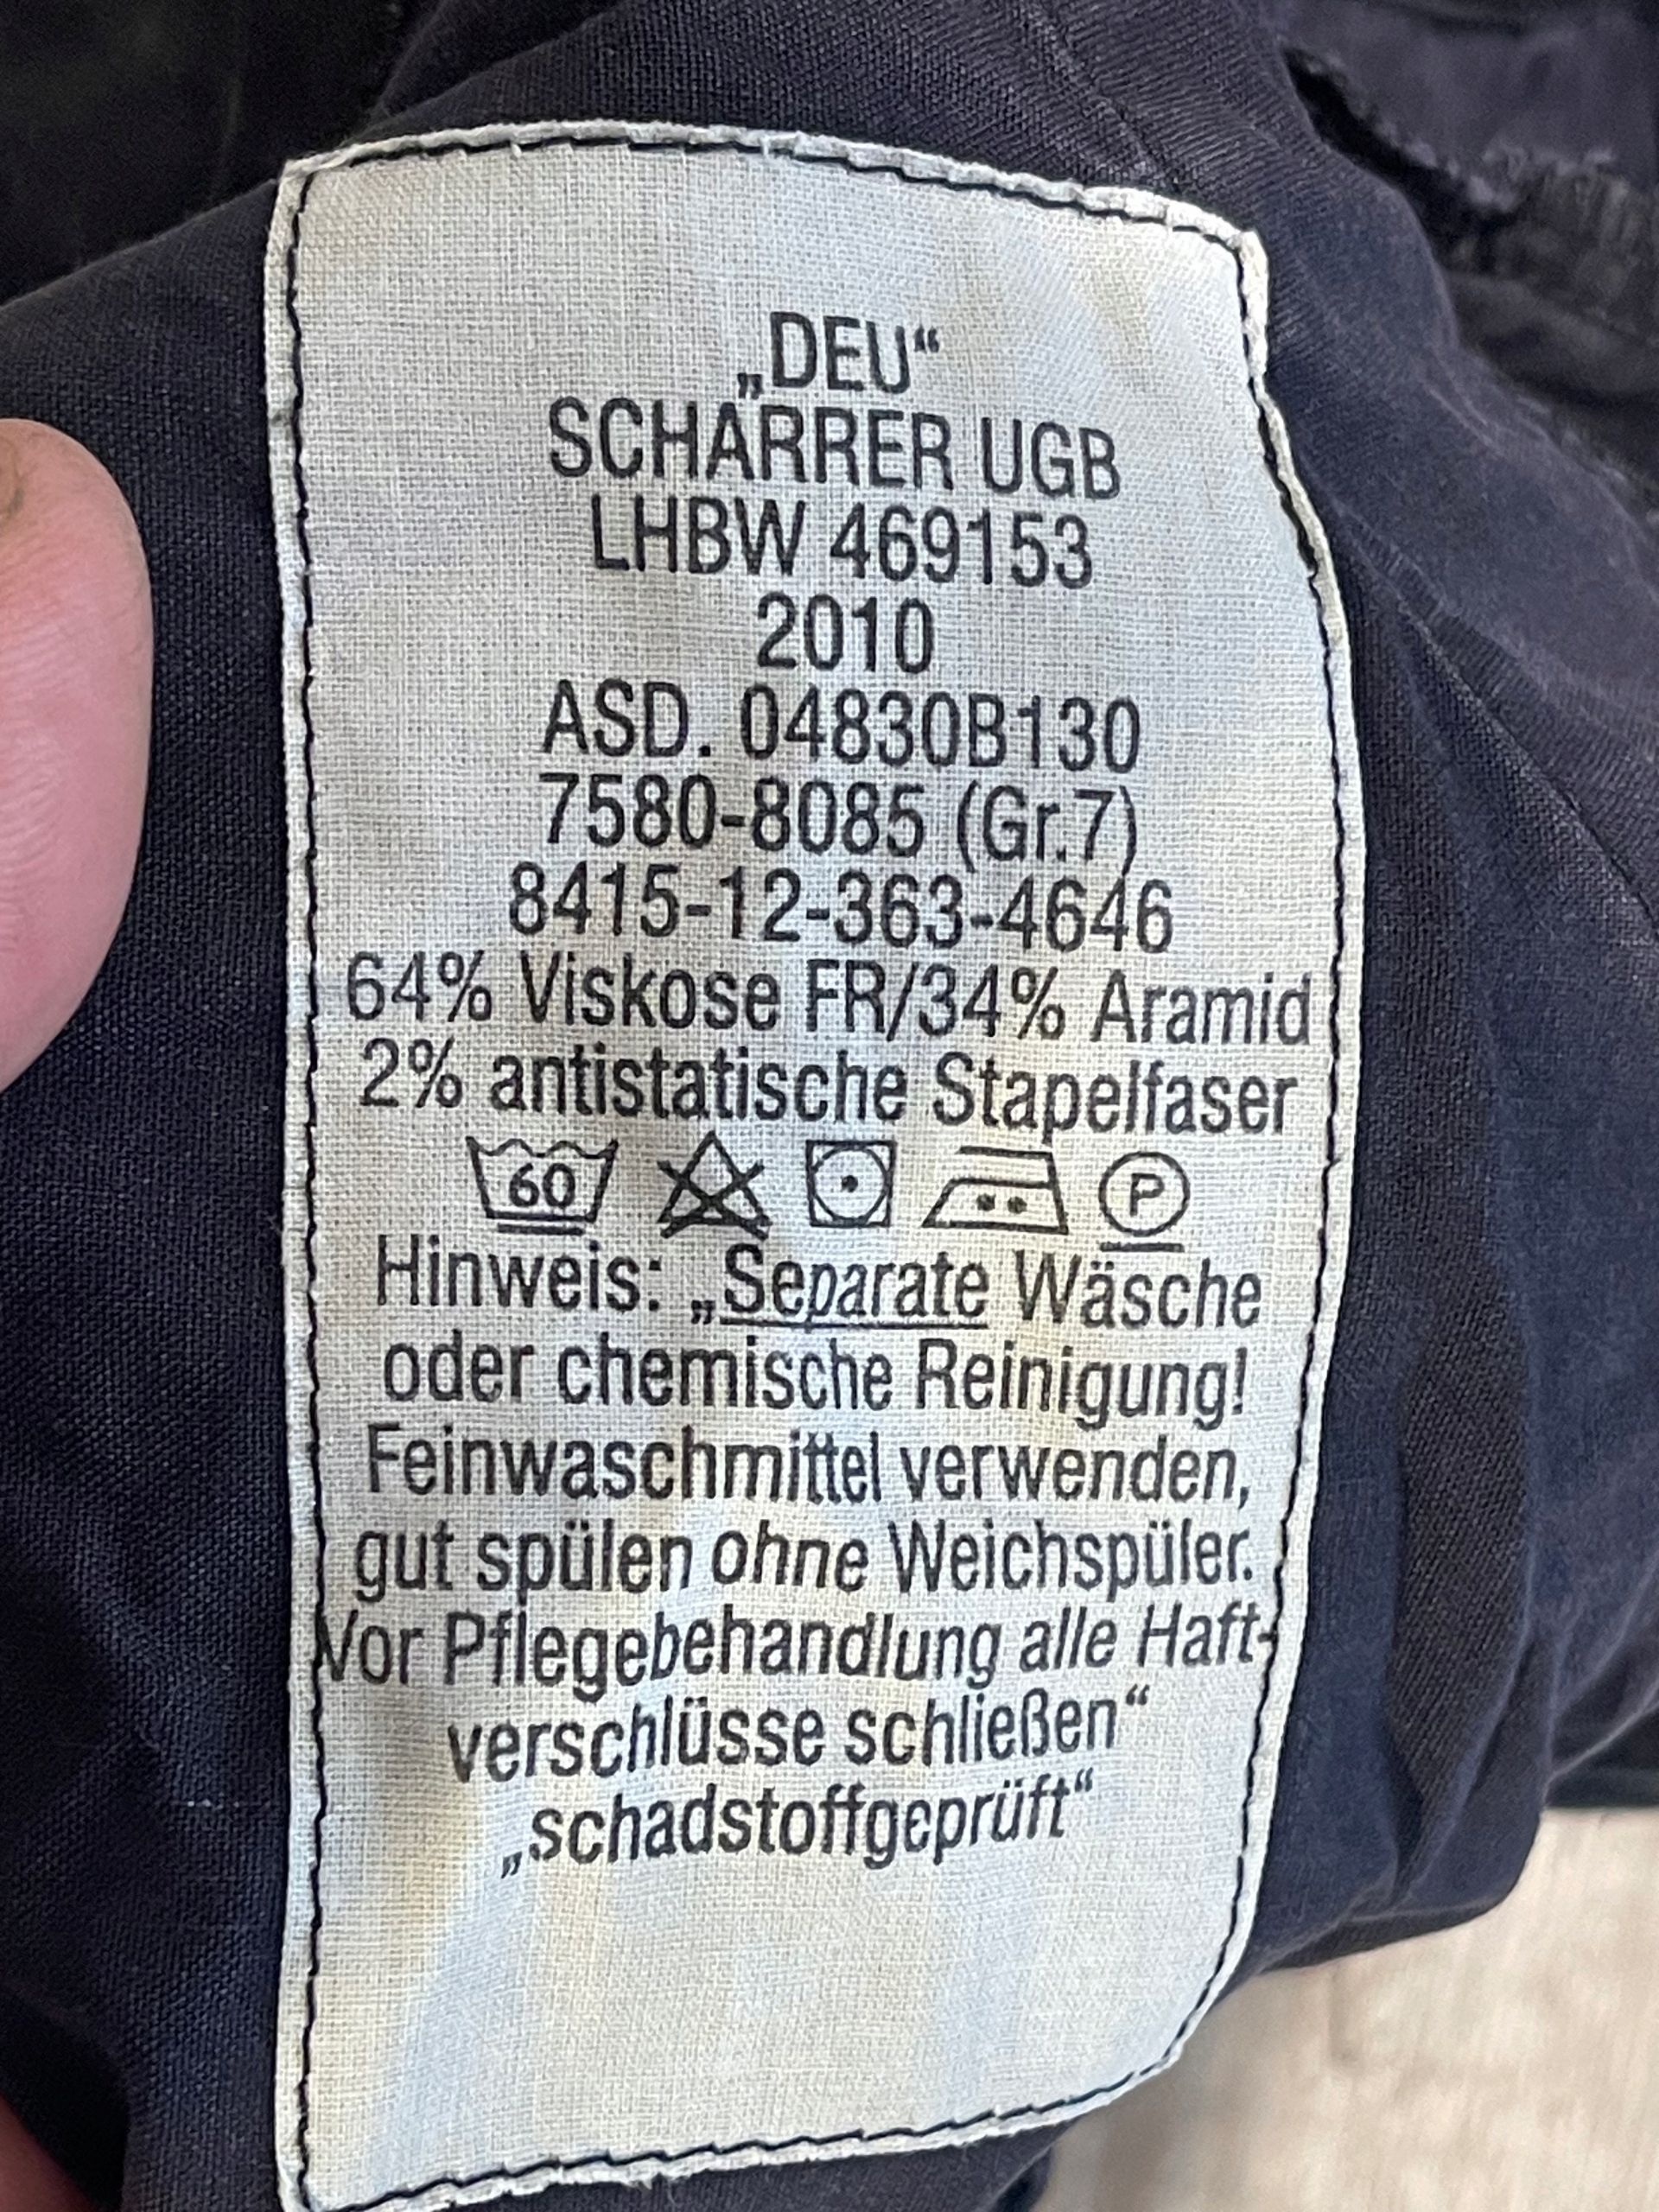 „DEU“
SCHARRER UGB
LHBW 469153
2010
ASD. 04830B130
7580-8085 (Gr.7)
8415-12-363-4646
64% Viskose FR/34% Aramid
2% antistatische Stapelfaser
60 P
Hinweis: „Separate Wäsche
oder chemische Reinigung!
Feinwaschmittel verwenden,
gut spülen ohne Weichspüler.
Vor Pflegebehandlung alle Haft-
verschlüsse schließen“
„schadstoffgeprüft“